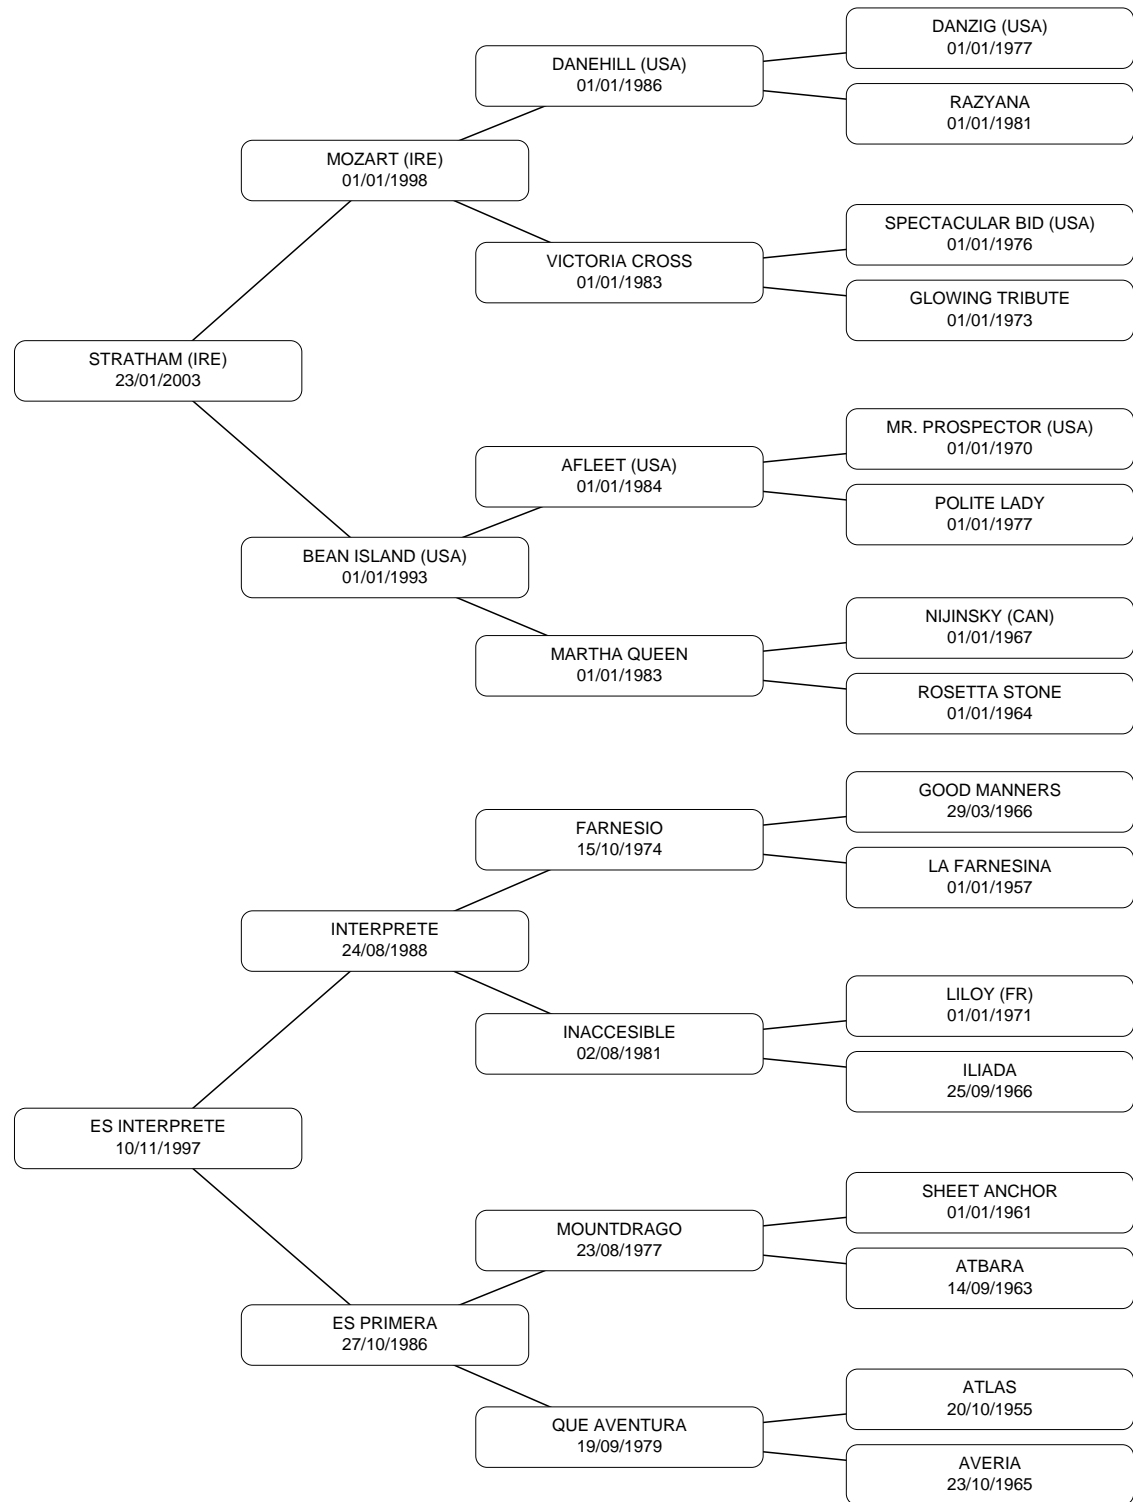 DANZIG (USA)
01/01/1977
DANEHILL (USA)
01/01/1986
RAZYANA
01/01/1981
MOZART (IRE)
01/01/1998
SPECTACULAR BID (USA)
01/01/1976
VICTORIA CROSS
01/01/1983
GLOWING TRIBUTE
01/01/1973
STRATHAM (IRE)
23/01/2003
MR. PROSPECTOR (USA)
01/01/1970
AFLEET (USA)
01/01/1984
POLITE LADY
01/01/1977
BEAN ISLAND (USA)
01/01/1993
NIJINSKY (CAN)
01/01/1967
MARTHA QUEEN
01/01/1983
ROSETTA STONE
01/01/1964
GOOD MANNERS
29/03/1966
FARNESIO
15/10/1974
LA FARNESINA
01/01/1957
INTERPRETE
24/08/1988
LILOY (FR)
01/01/1971
INACCESIBLE
02/08/1981
ILIADA
25/09/1966
ES INTERPRETE
10/11/1997
SHEET ANCHOR
01/01/1961
MOUNTDRAGO
23/08/1977
ATBARA
14/09/1963
ES PRIMERA
27/10/1986
ATLAS
20/10/1955
QUE AVENTURA
19/09/1979
AVERIA
23/10/1965